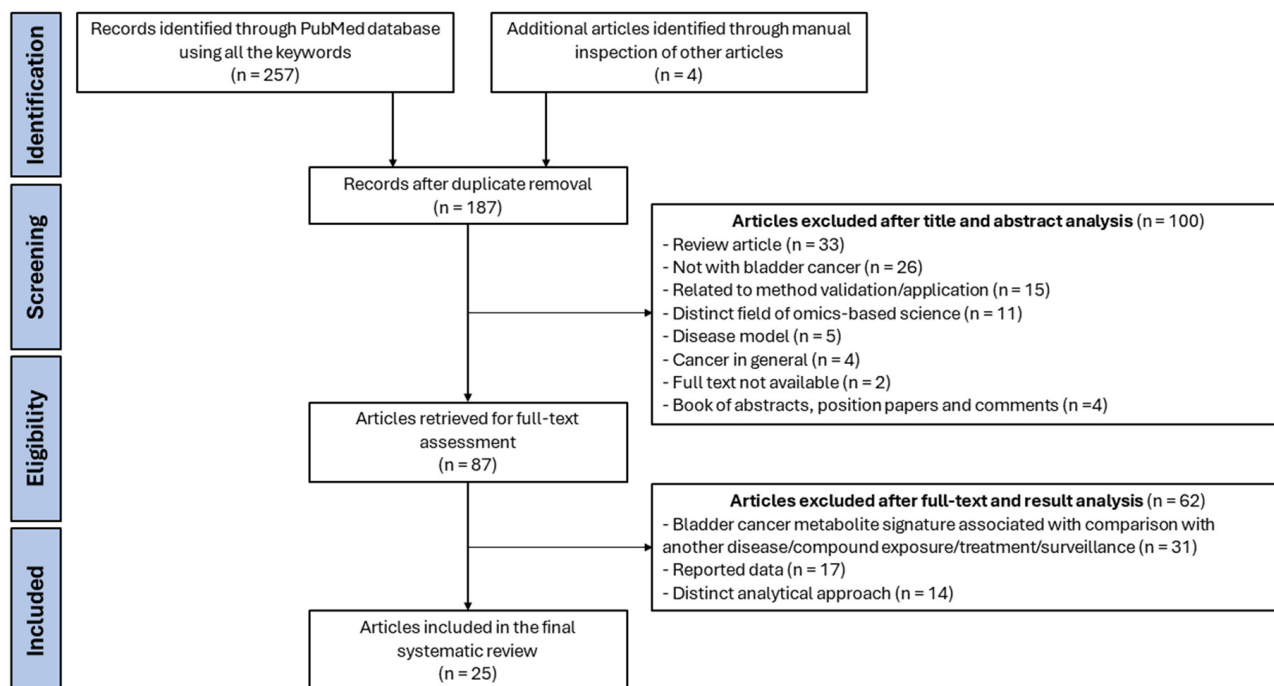 Identification
Records identified through PubMed database
using all the keywords
(n = 257)
Additional articles identified through manual
inspection of other articles
(n = 4)
Records after duplicate removal
(n = 187)
Screening
Articles excluded after title and abstract analysis (n = 100)
- Review article (n = 33)
- Not with bladder cancer (n = 26)
- Related to method validation/application (n = 15)
- Distinct field of omics-based science (n = 11)
- Disease model (n = 5)
- Cancer in general (n = 4)
- Full text not available (n = 2)
- Book of abstracts, position papers and comments (n =4)
Eligibility
Articles retrieved for full-text
assessment
(n = 87)
Articles excluded after full-text and result analysis (n = 62)
- Bladder cancer metabolite signature associated with comparison with
another disease/compound exposure/treatment/surveillance (n = 31)
- Reported data (n = 17)
- Distinct analytical approach (n = 14)
Included
Articles included in the final
systematic review
(n = 25)